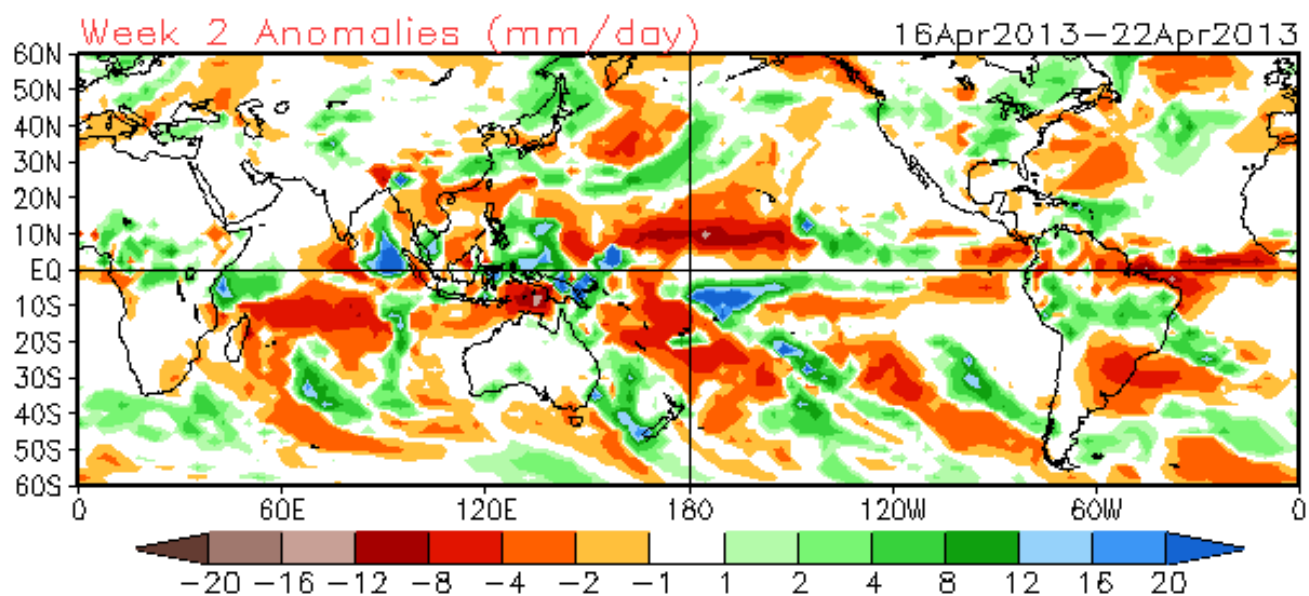 Week 2 Anomalies (mm/day) 16Apr2013-22Apr2013
60N
50N
40N
30N
20N
10N
EQ
10S
20S
30S
40S
50S
60S
0 60E 120E 180 120W 60W 0
-20 -16 -12 -8 -4 -2 -1 1 2 4 8 12 16 20